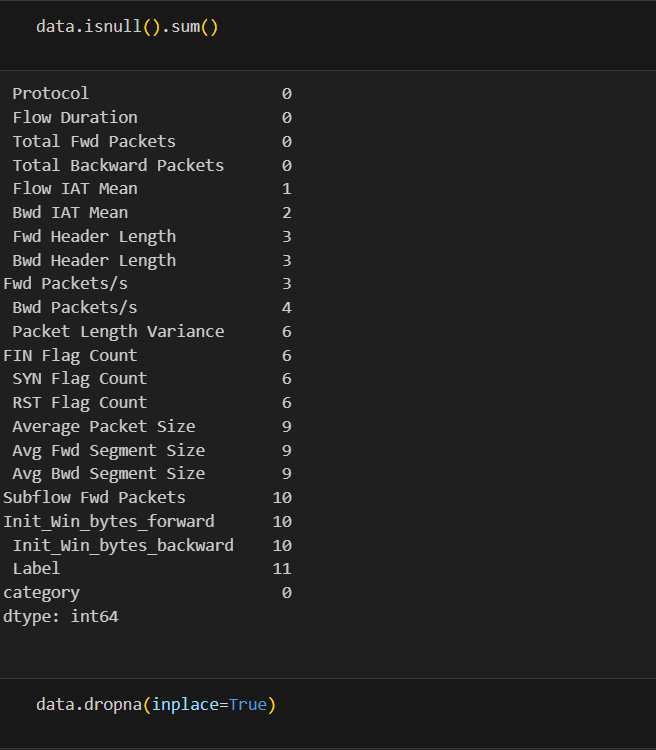 data.isnull().sum()
Protocol 0
Flow Duration 0
Total Fwd Packets 0
Total Backward Packets 0
Flow IAT Mean 1
Bwd IAT Mean 2
Fwd Header Length 3
Bwd Header Length 3
Fwd Packets/s 3
Bwd Packets/s 4
Packet Length Variance 6
FIN Flag Count 6
SYN Flag Count 6
RST Flag Count 6
Average Packet Size 9
Avg Fwd Segment Size 9
Avg Bwd Segment Size 9
Subflow Fwd Packets 10
Init_Win_bytes_forward 10
Init_Win_bytes_backward 10
Label 11
category 0
dtype: int64
data.dropna(inplace=True)